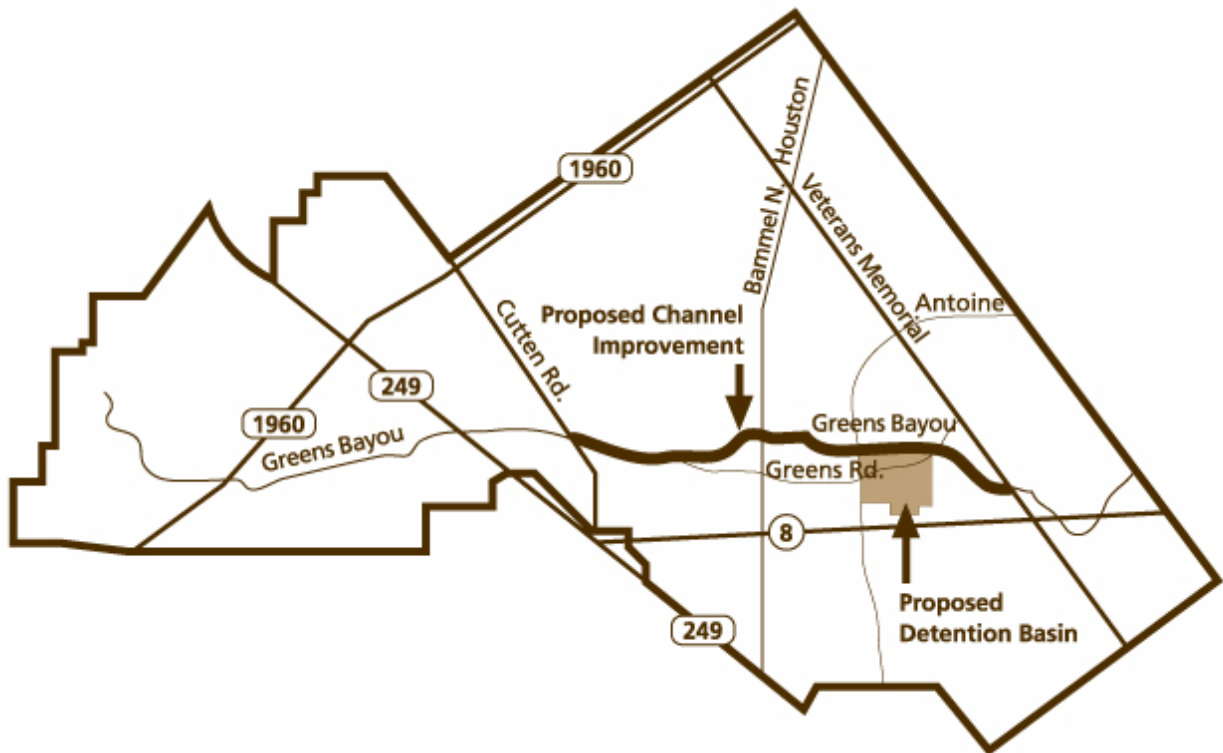 1960
Bammel N. Houston
Veterans Memorial
Antoine
Proposed Channel
Improvement
Cutten Rd.
249
1960
Greens Bayou
Greens Bayou
Greens Rd.
8
Proposed
Detention Basin
249